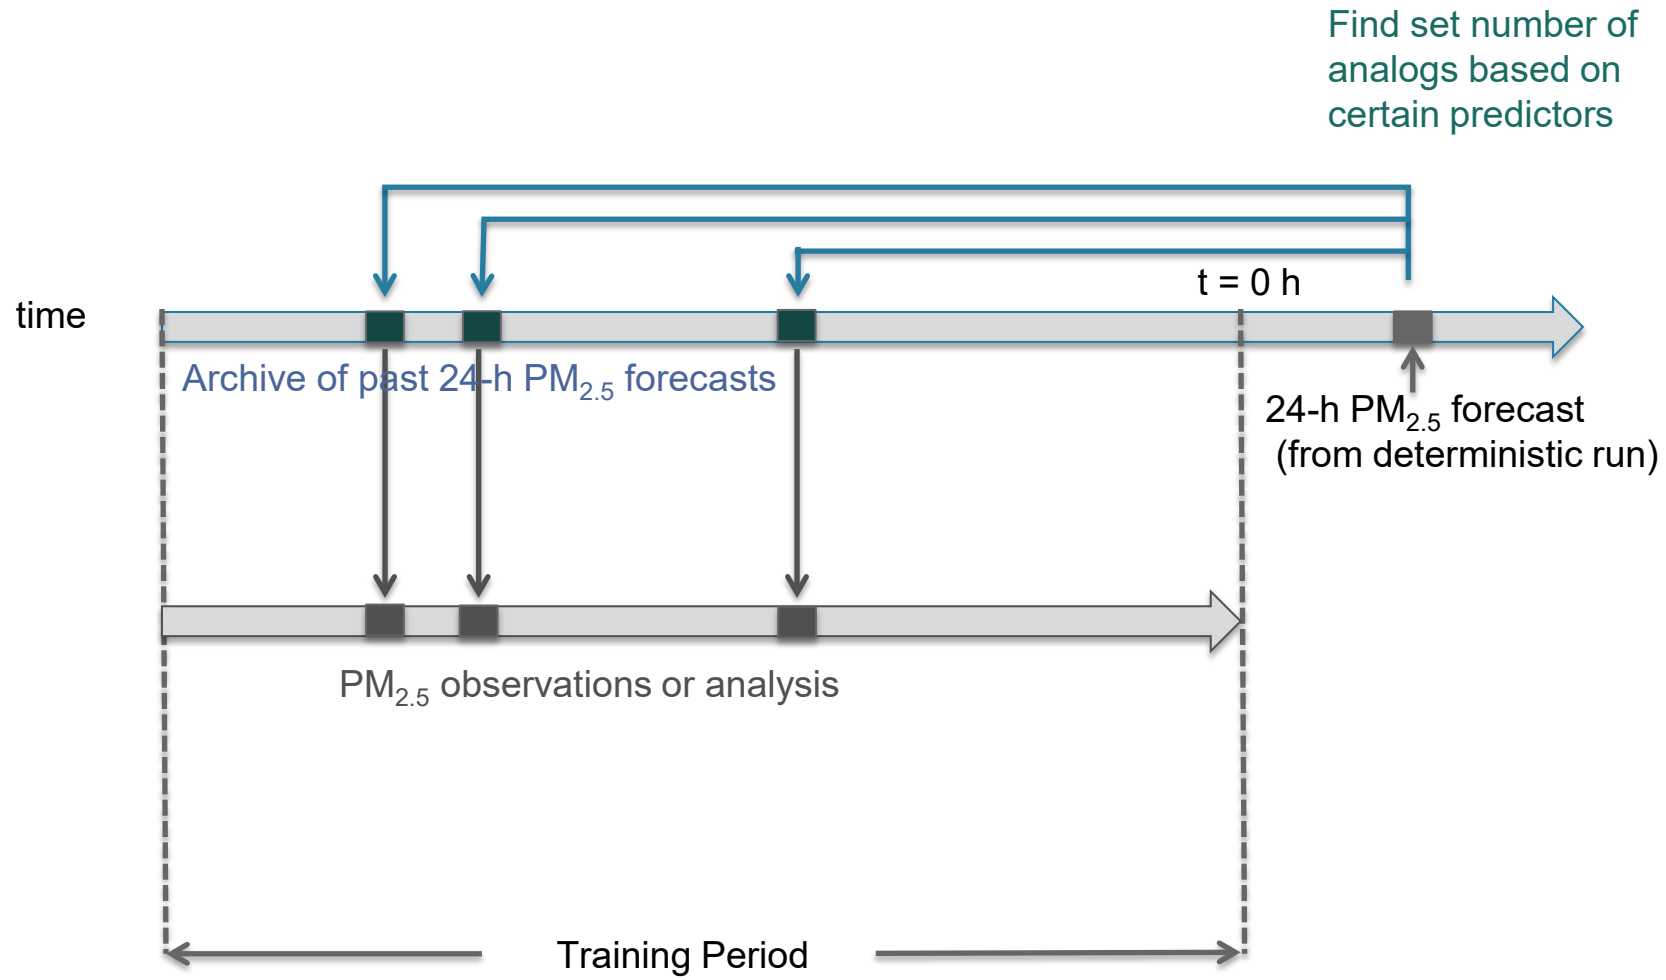 Find set number of
analogs based on
certain predictors
t = 0 h
time
Archive of past 24-h PM2.5 forecasts
24-h PM2.5 forecast
(from deterministic run)
PM2.5 observations or analysis
Training Period